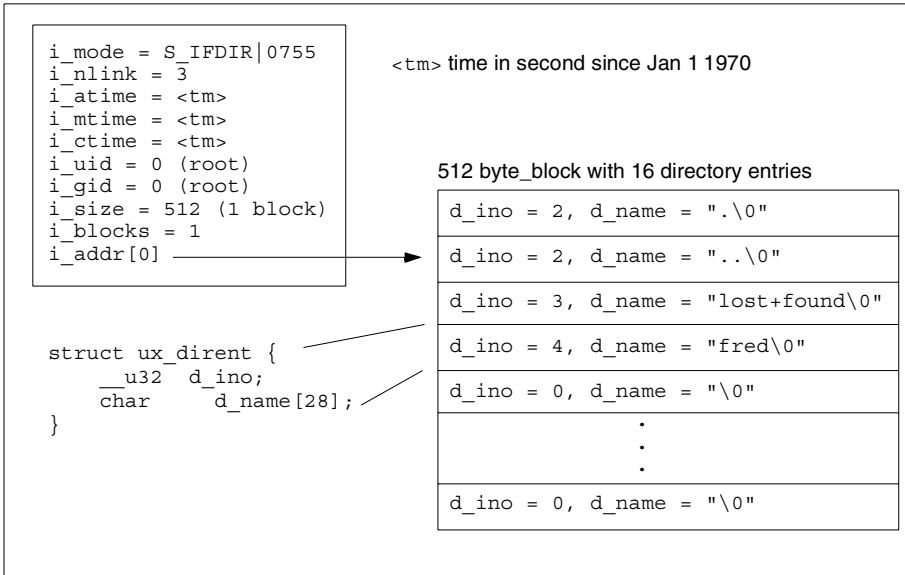 i_mode = S_IFDIR|0755
i_nlink = 3
i_atime = <tm>
i_mtime = <tm>
i_ctime = <tm>
i_uid = 0 (root)
i_gid = 0 (root)
i_size = 512 (1 block)
i_blocks = 1
i_addr[0]
<tm> time in second since Jan 1 1970
512 byte_block with 16 directory entries
d_ino = 2, d_name = ".\0"
d_ino = 2, d_name = "..\0"
d_ino = 3, d_name = "lost+found\0"
d_ino = 4, d_name = "fred\0"
d_ino = 0, d_name = "\0"
.
.
.
d_ino = 0, d_name = "\0"
struct ux_dirent {
__u32 d_ino;
char d_name[28];
}